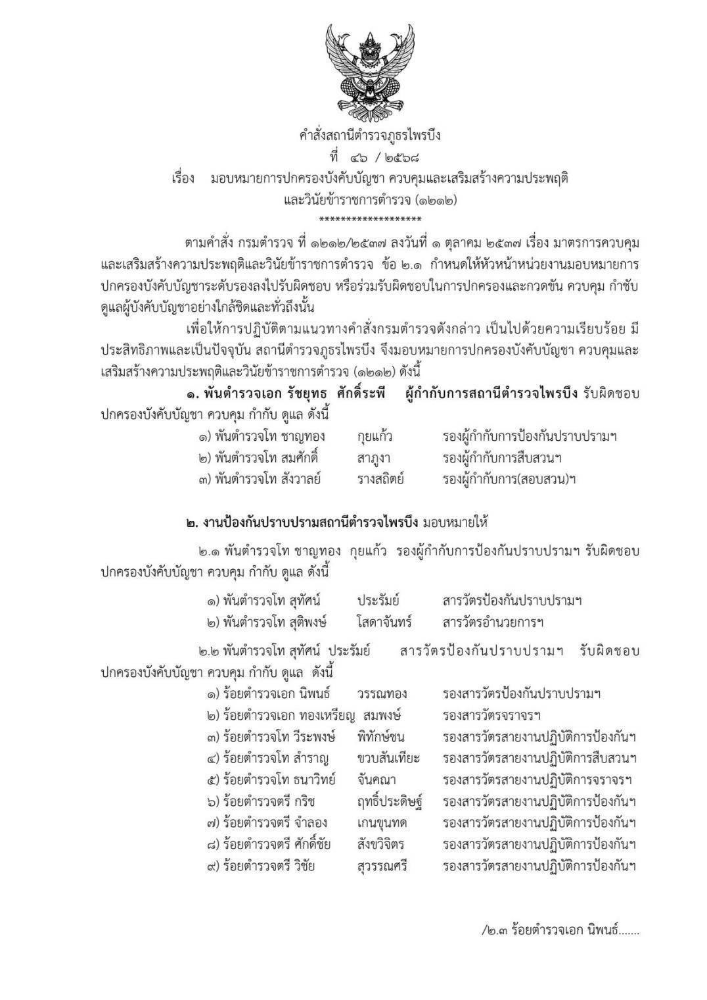 คำสั่งสถานีตำรวจภูธรไพรบึง
ที่ ๔๖ / ๒๕๖๘
เรื่อง มอบหมายการปกครองบังคับบัญชา ควบคุมและเสริมสร้างความประพฤติ
และวินัยข้าราชการตำรวจ (๑๒๑๒)
*******************
ตามคำสั่ง กรมตำรวจ ที่ ๑๒๑๒/๒๕๓๗ ลงวันที่ ๑ ตุลาคม ๒๕๓๗ เรื่อง มาตรการควบคุม
และเสริมสร้างความประพฤติและวินัยข้าราชการตำรวจ ข้อ ๒.๑ กำหนดให้หัวหน้าหน่วยงานมอบหมายการ
ปกครองบังคับบัญชาระดับรองลงไปรับผิดชอบ หรือร่วมรับผิดชอบในการปกครองและกวดขัน ควบคุม กำชับ
ดูแลผู้บังคับบัญชาอย่างใกล้ชิดและทั่วถึงนั้น
เพื่อให้การปฏิบัติตามแนวทางคำสั่งกรมตำรวจดังกล่าว เป็นไปด้วยความเรียบร้อย มี
ประสิทธิภาพและเป็นปัจจุบัน สถานีตำรวจภูธรไพรบึง จึงมอบหมายการปกครองบังคับบัญชา ควบคุมและ
เสริมสร้างความประพฤติและวินัยข้าราชการตำรวจ (๑๒๑๒) ดังนี้
๑. พันตำรวจเอก รัชยุทธ ศักดิ์ระพี ผู้กำกับการสถานีตำรวจไพรบึง รับผิดชอบ
ปกครองบังคับบัญชา ควบคุม กำกับ ดูแล ดังนี้
๑) พันตำรวจโท ชาญทอง กุยแก้ว รองผู้กำกับการป้องกันปราบปรามฯ
๒) พันตำรวจโท สมศักดิ์ สาภูงา รองผู้กำกับการสืบสวนฯ
๓) พันตำรวจโท สังวาลย์ รางสถิตย์ รองผู้กำกับการ(สอบสวน)ฯ
๒. งานป้องกันปราบปรามสถานีตำรวจไพรบึง มอบหมายให้
๒.๑ พันตำรวจโท ชาญทอง กุยแก้ว รองผู้กำกับการป้องกันปราบปรามฯ รับผิดชอบ
ปกครองบังคับบัญชา ควบคุม กำกับ ดูแล ดังนี้
๑) พันตำรวจโท สุทัศน์ ประรัมย์ สารวัตรป้องกันปราบปรามฯ
๒) พันตำรวจโท สุติพงษ์ โสดาจันทร์ สารวัตรอำนวยการฯ
๒.๒ พันตำรวจโท สุทัศน์ ประรัมย์ สารวัตรป้องกันปราบปรามฯ รับผิดชอบ
ปกครองบังคับบัญชา ควบคุม กำกับ ดูแล ดังนี้
๑) ร้อยตำรวจเอก นิพนธ์ วรรณทอง รองสารวัตรป้องกันปราบปรามฯ
๒) ร้อยตำรวจเอก ทองเหรียญ สมพงษ์ รองสารวัตรจราจรฯ
๓) ร้อยตำรวจโท วีระพงษ์ พิทักษ์ชน รองสารวัตรสายงานปฏิบัติการป้องกันฯ
๔) ร้อยตำรวจโท สำราญ ขวบสันเทียะ รองสารวัตรสายงานปฏิบัติการสืบสวนฯ
๕) ร้อยตำรวจโท ธนาวิทย์ จันคณา รองสารวัตรสายงานปฏิบัติการจราจรฯ
๖) ร้อยตำรวจตรี กริช ฤทธิ์ประดิษฐ์ รองสารวัตรสายงานปฏิบัติการป้องกันฯ
๗) ร้อยตำรวจตรี จำลอง เกนขุนทด รองสารวัตรสายงานปฏิบัติการป้องกันฯ
๘) ร้อยตำรวจตรี ศักดิ์ชัย สังขวิจิตร รองสารวัตรสายงานปฏิบัติการป้องกันฯ
๙) ร้อยตำรวจตรี วิชัย สุวรรณศรี รองสารวัตรสายงานปฏิบัติการป้องกันฯ
/๒.๓ ร้อยตำรวจเอก นิพนธ์.......